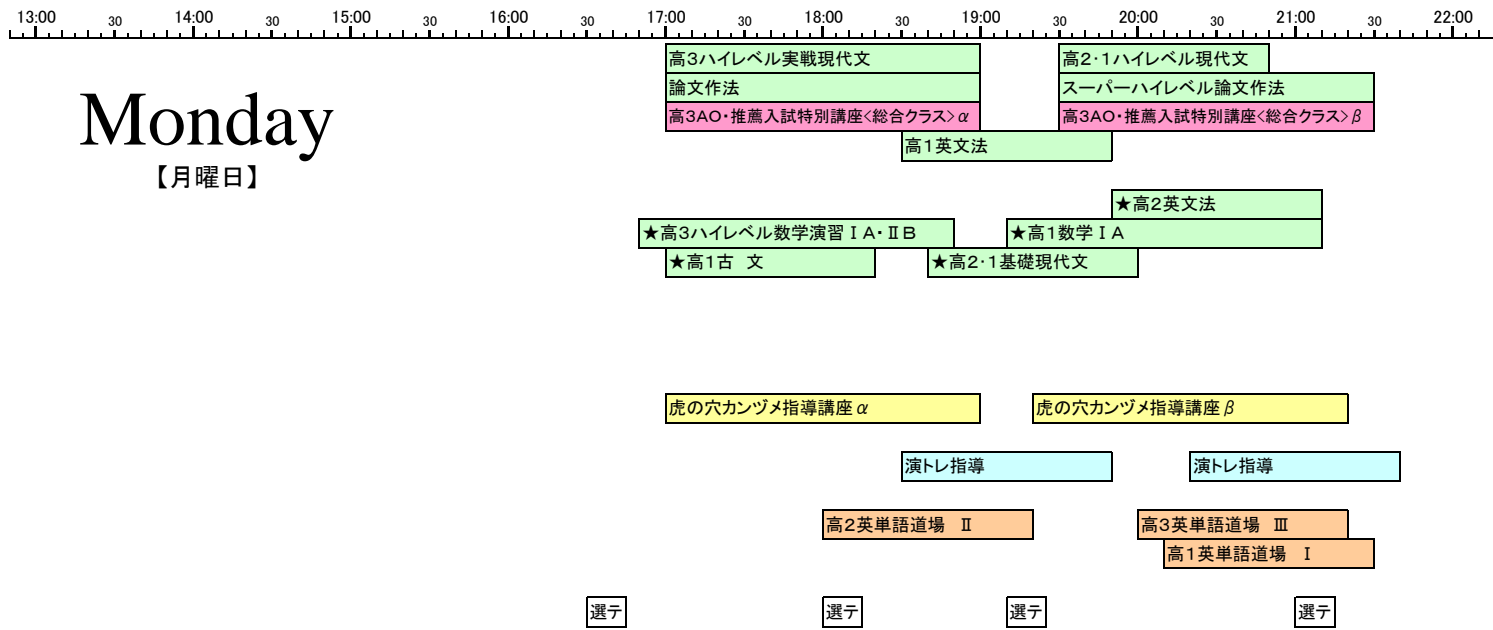 13:00 30 14:00 30 15:00 30 16:00 30 17:00 30 18:00 30 19:00 30 20:00 30 21:00 30 22:00
Monday
【月曜日】
高3ハイレベル実戦現代文 高2・1ハイレベル現代文
論文作法 スーパーハイレベル論文作法
高3AO・推薦入試特別講座<総合クラス>α 高3AO・推薦入試特別講座<総合クラス>β
高1英文法
★高2英文法
★高3ハイレベル数学演習ⅠA・ⅡB ★高1数学ⅠA
★高1古 文 ★高2・1基礎現代文
虎の穴カンヅメ指導講座α 虎の穴カンヅメ指導講座β
演トレ指導 演トレ指導
高2英単語道場 Ⅱ 高3英単語道場 Ⅲ
高1英単語道場 Ⅰ
選テ 選テ 選テ 選テ